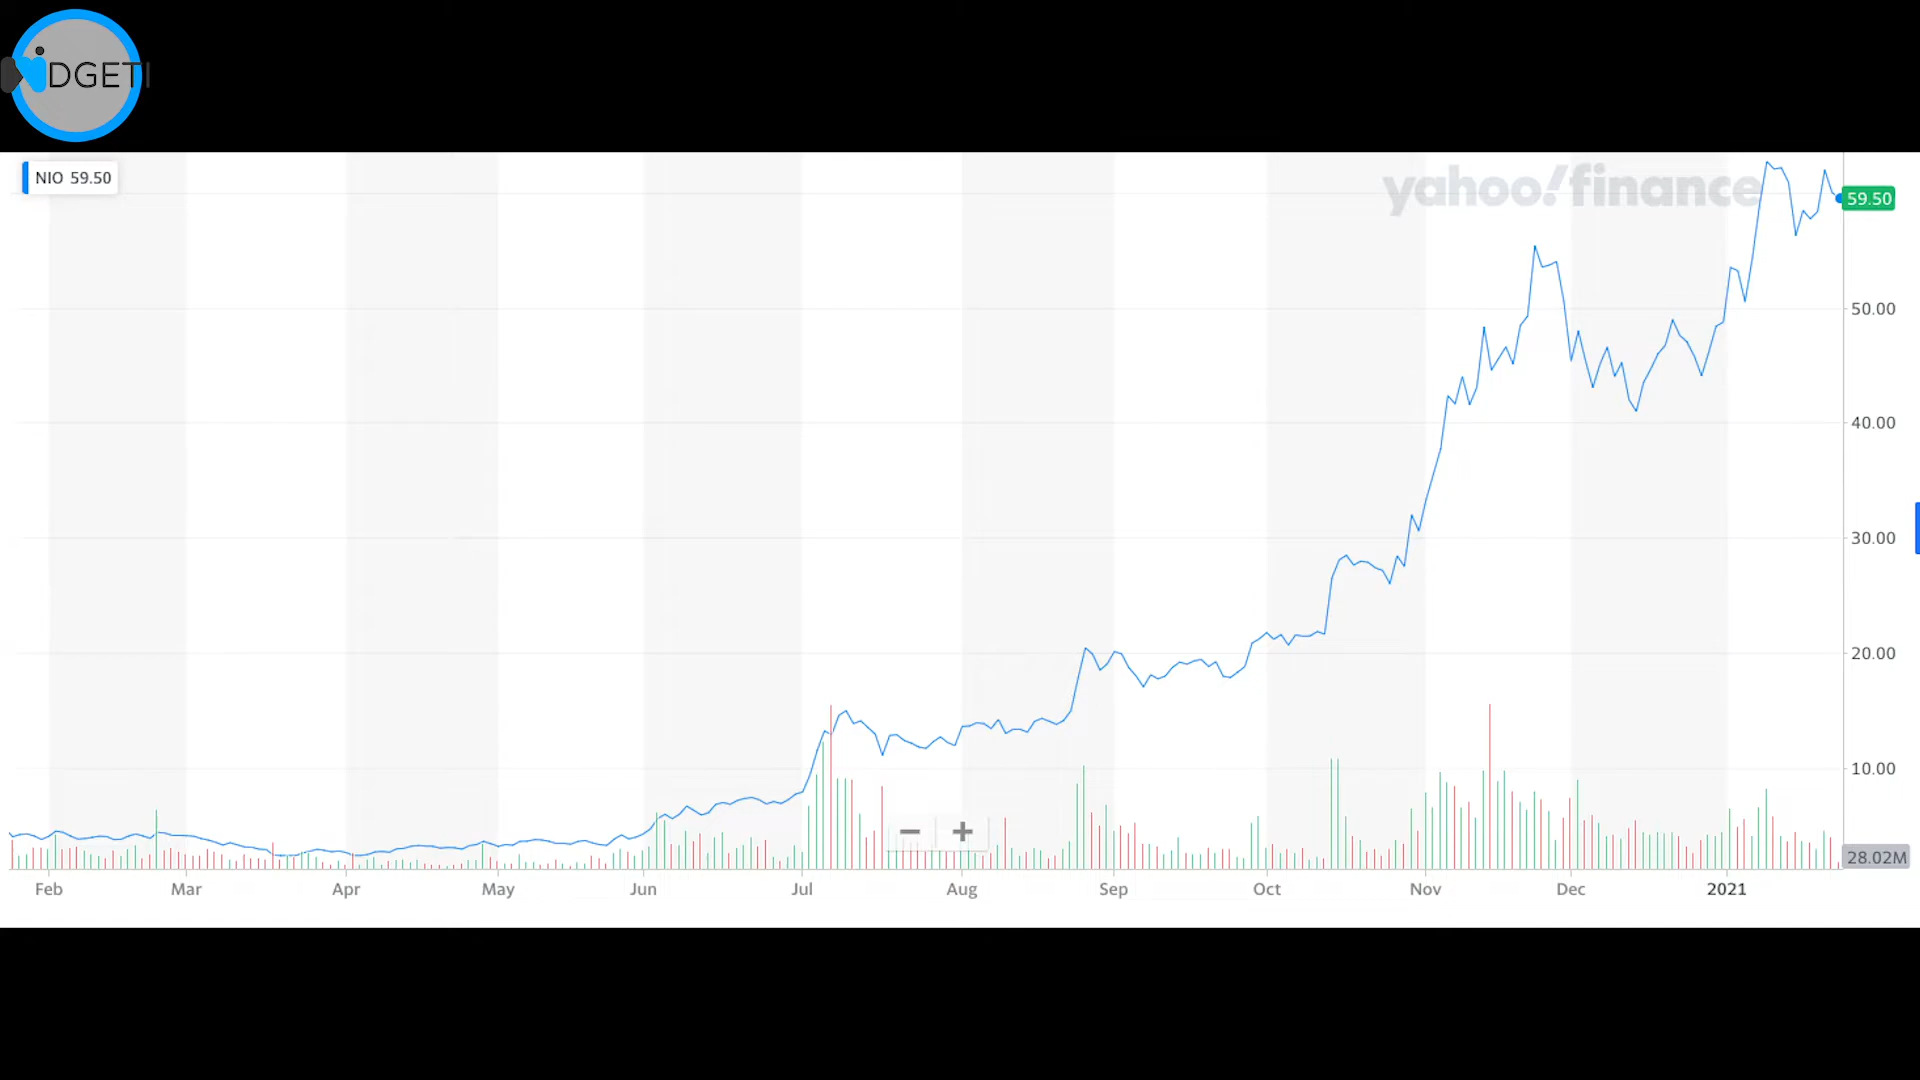 DGETI
NIO 59.50
yahoo!finance
59.50
50.00
40.00
30.00
20.00
10.00
28.02M
Feb Mar Apr May Jun Jul Aug Sep Oct Nov Dec 2021